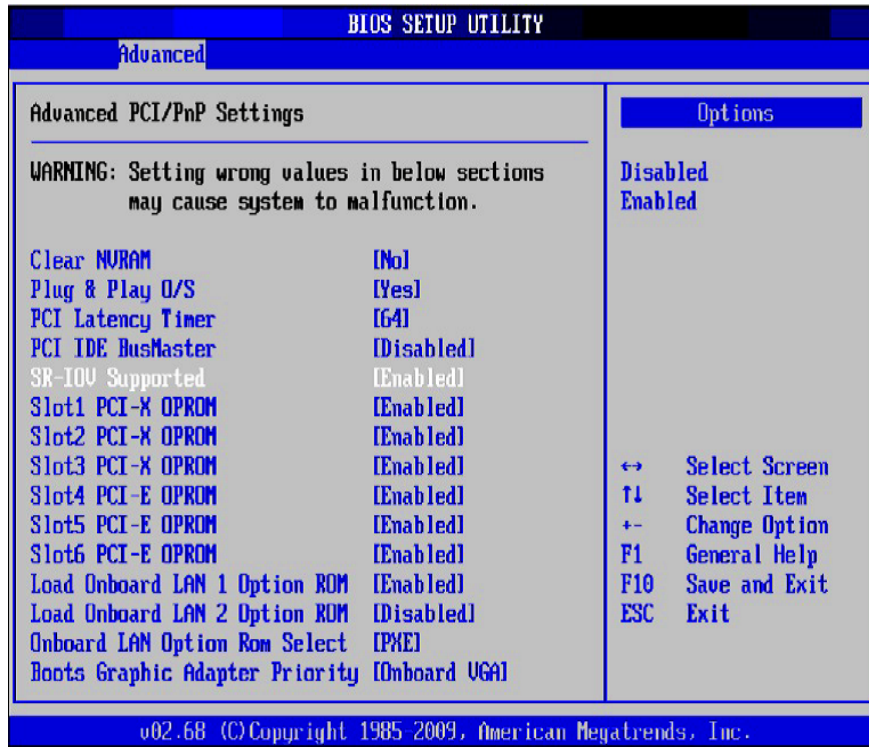 BIOS SETUP UTILITY
Advanced
Advanced PCI/PnP Settings
WARNING: Setting wrong values in below sections
may cause system to malfunction.
Clear NVRAM [No]
Plug & Play O/S [Yes]
PCI Latency Timer [64]
PCI IDE BusMaster [Disabled]
SR-IOV Supported [Enabled]
Slot1 PCI-X OPROM [Enabled]
Slot2 PCI-X OPROM [Enabled]
Slot3 PCI-X OPROM [Enabled]
Slot4 PCI-E OPROM [Enabled]
Slot5 PCI-E OPROM [Enabled]
Slot6 PCI-E OPROM [Enabled]
Load Onboard LAN 1 Option ROM [Enabled]
Load Onboard LAN 2 Option ROM [Disabled]
Onboard LAN Option Rom Select [PXE]
Boots Graphic Adapter Priority [Onboard VGA]
Options
Disabled
Enabled
↔ Select Screen
↑↓ Select Item
+- Change Option
F1 General Help
F10 Save and Exit
ESC Exit
v02.68 (C)Copyright 1985-2009, American Megatrends, Inc.